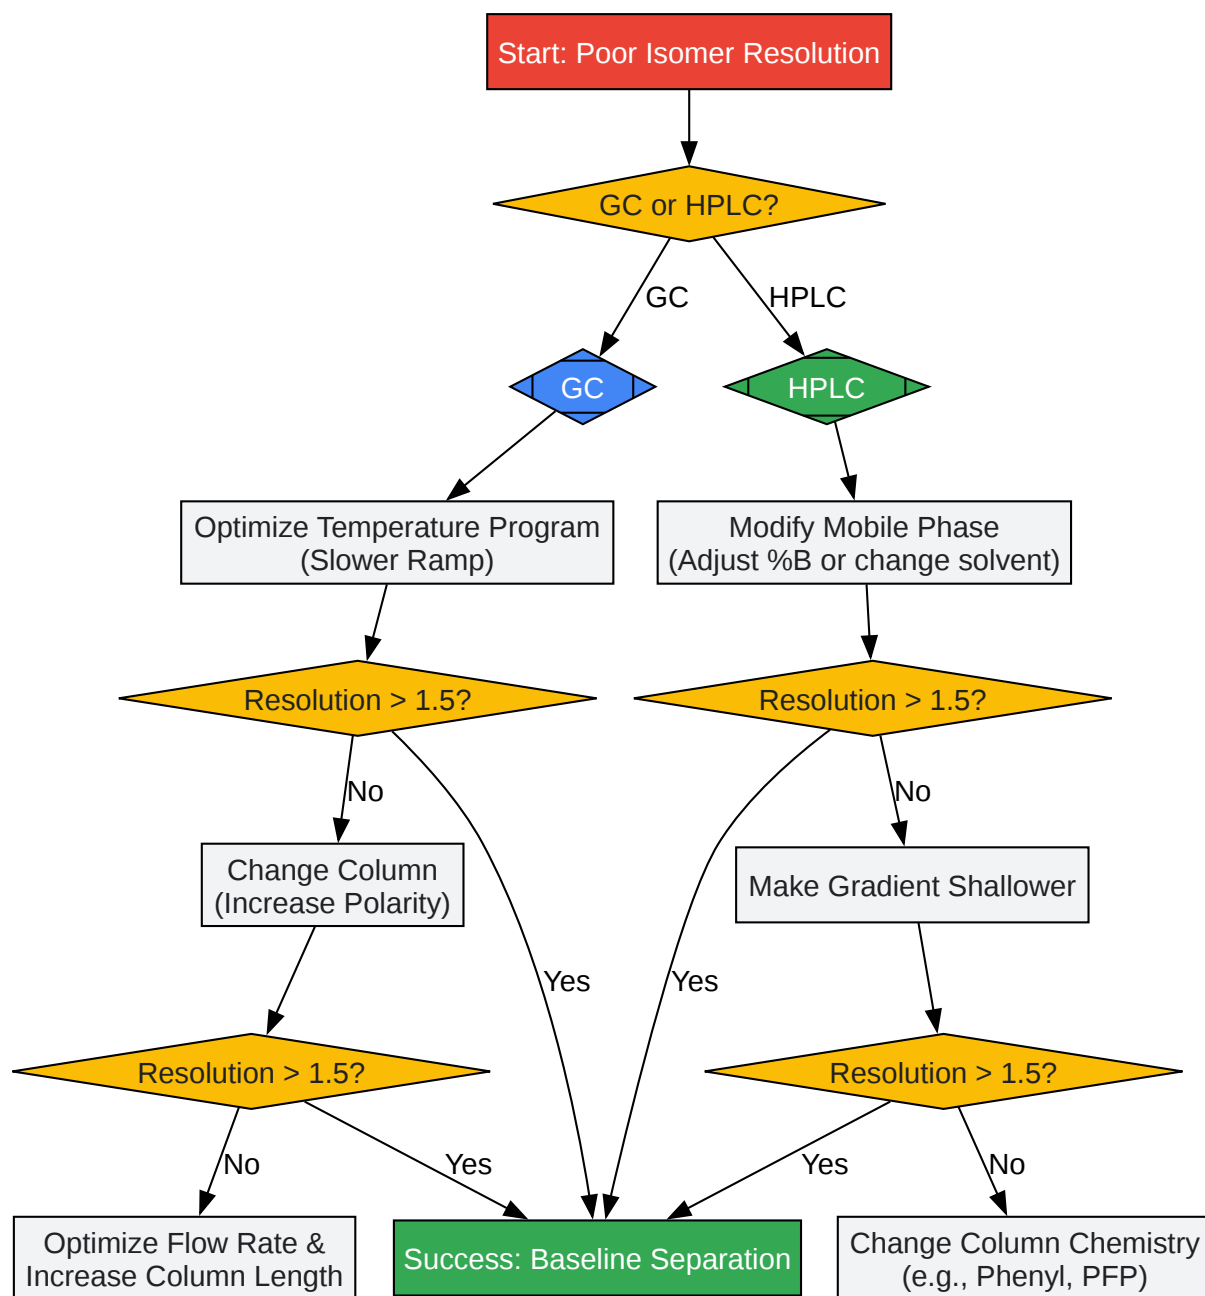 Start: Poor Isomer Resolution
GC or HPLC?
GC
HPLC
GC
HPLC
Optimize Temperature Program
(Slower Ramp)
Modify Mobile Phase
(Adjust %B or change solvent)
Resolution > 1.5?
Resolution > 1.5?
No
No
Change Column
(Increase Polarity)
Make Gradient Shallower
Yes
Yes
Resolution > 1.5?
Resolution > 1.5?
No
Yes
Yes
No
Optimize Flow Rate &
Increase Column Length
Success: Baseline Separation
Change Column Chemistry
(e.g., Phenyl, PFP)